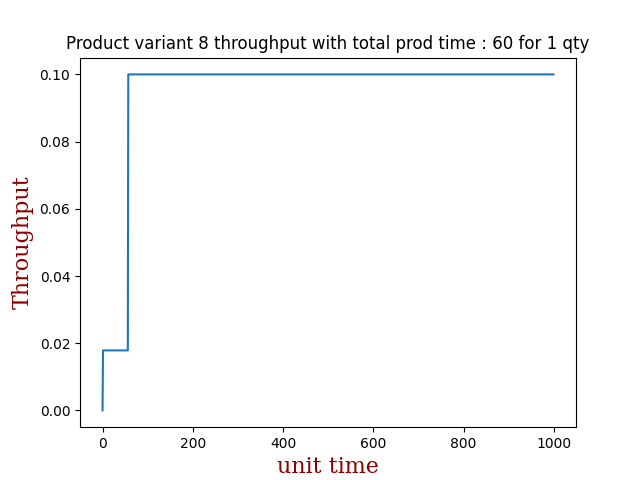 Product variant 8 throughput with total prod time : 60 for 1 qty
Throughput
0.10
0.08
0.06
0.04
0.02
0.00
0 200 400 600 800 1000
unit time